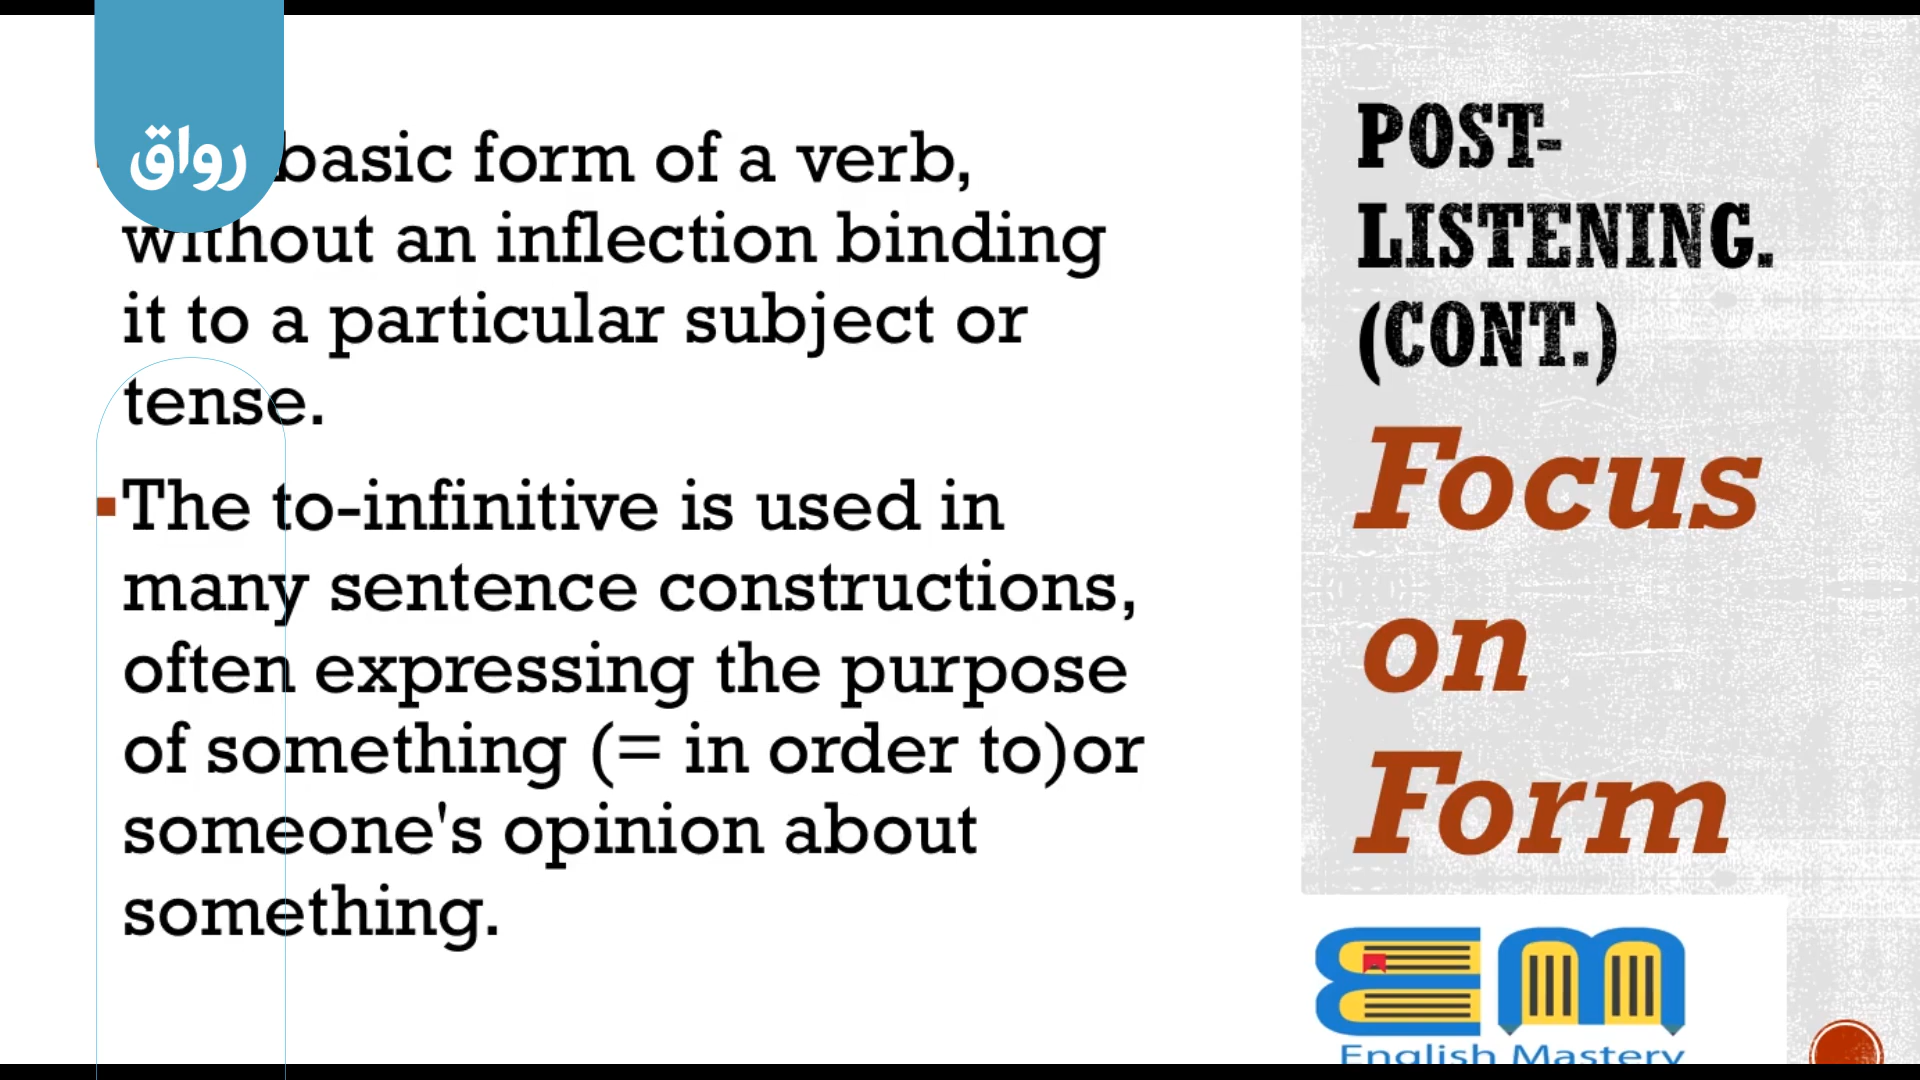 رواق
basic form of a verb,
without an inflection binding
it to a particular subject or
tense.
The to-infinitive is used in
many sentence constructions,
often expressing the purpose
of something (= in order to)or
someone's opinion about
something.
POST-
LISTENING.
(CONT.)
Focus
on
Form
English Mastery